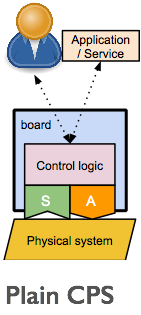 Application
/ Service
board
Control logic
S
A
Physical system
Plain CPS